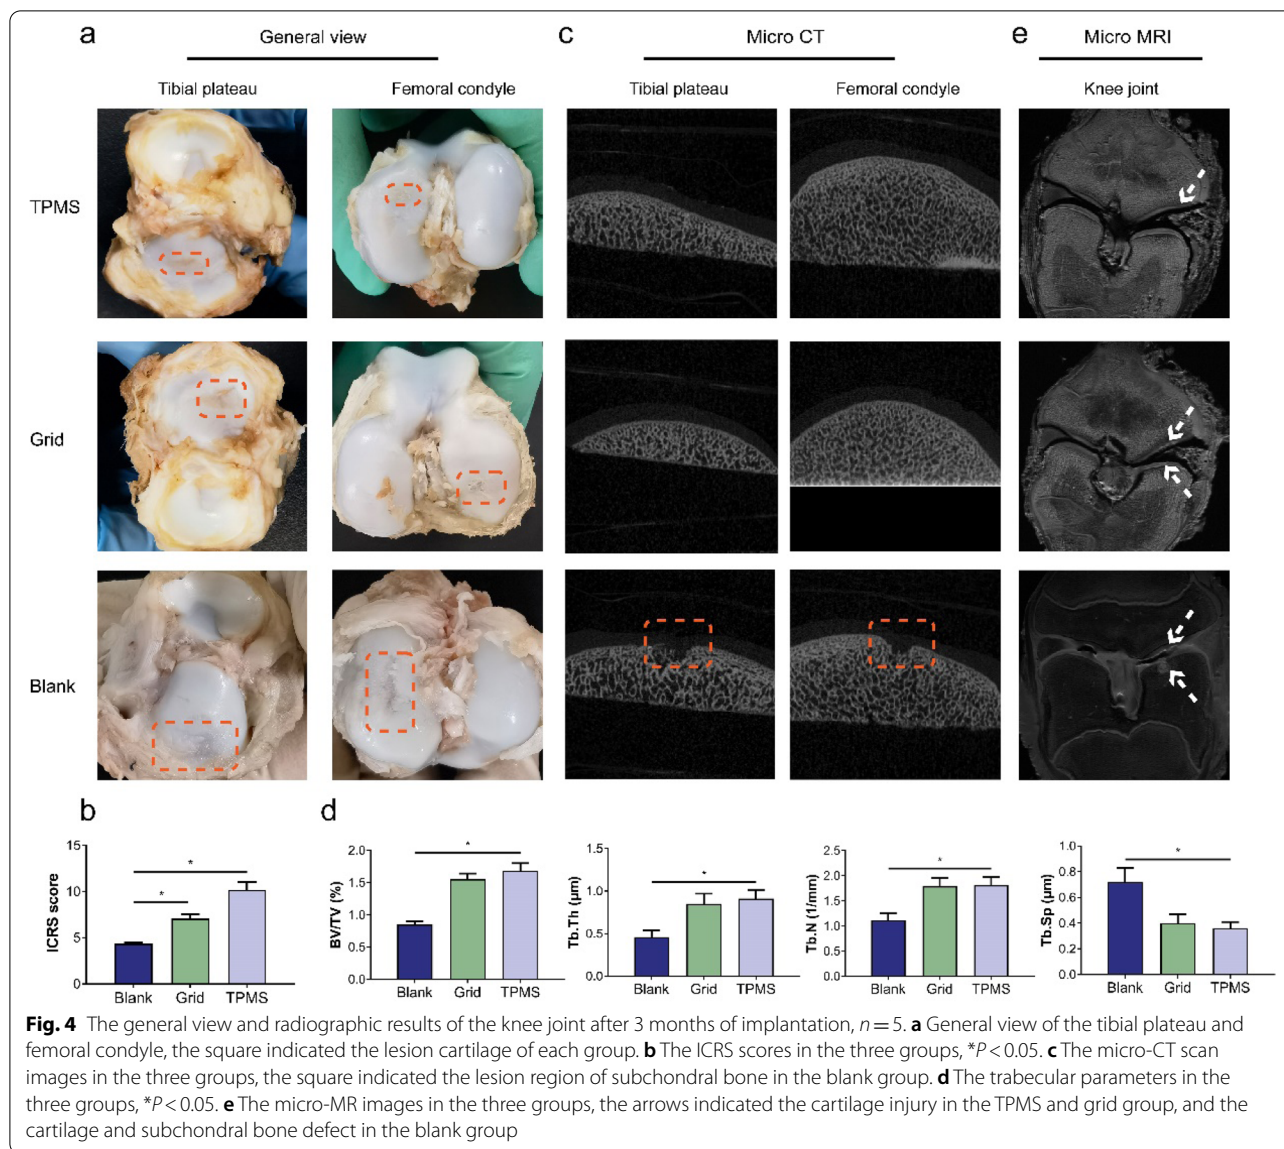 a
General view
c
Micro CT
e
Micro MRI
Tibial plateau
Femoral condyle
Tibial plateau
Femoral condyle
Knee joint
TPMS
Grid
Blank
b
15
10
5
0
ICRS score
*
*
Blank
Grid
TPMS
d
2.0
1.5
1.0
0.5
0.0
BV/TV (%)
*
Blank
Grid
TPMS
1.5
1.0
0.5
0.0
Tb.Th (μm)
*
Blank
Grid
TPMS
2.5
2.0
1.5
1.0
0.5
0.0
Tb.N (1/mm)
*
Blank
Grid
TPMS
1.0
0.8
0.6
0.4
0.2
0.0
Tb.Sp (μm)
*
Blank
Grid
TPMS
Fig. 4 The general view and radiographic results of the knee joint after 3 months of implantation, n = 5. a General view of the tibial plateau and
femoral condyle, the square indicated the lesion cartilage of each group. b The ICRS scores in the three groups, *P < 0.05. c The micro-CT scan
images in the three groups, the square indicated the lesion region of subchondral bone in the blank group. d The trabecular parameters in the
three groups, *P < 0.05. e The micro-MR images in the three groups, the arrows indicated the cartilage injury in the TPMS and grid group, and the
cartilage and subchondral bone defect in the blank group